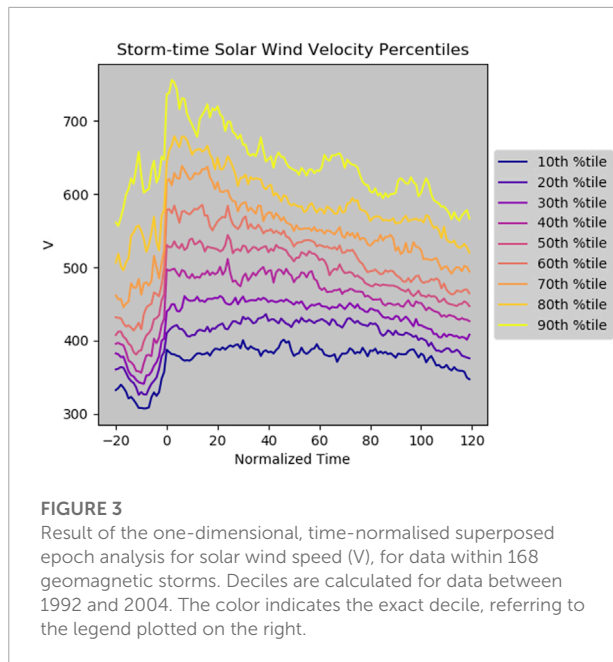 Storm-time Solar Wind Velocity Percentiles
700
600
500
400
300
V
−20
0
20
40
60
80
100
120
Normalized Time
10th %tile
20th %tile
30th %tile
40th %tile
50th %tile
60th %tile
70th %tile
80th %tile
90th %tile
FIGURE 3
Result of the one-dimensional, time-normalised superposed
epoch analysis for solar wind speed (V), for data within 168
geomagnetic storms. Deciles are calculated for data between
1992 and 2004. The color indicates the exact decile, referring to
the legend plotted on the right.